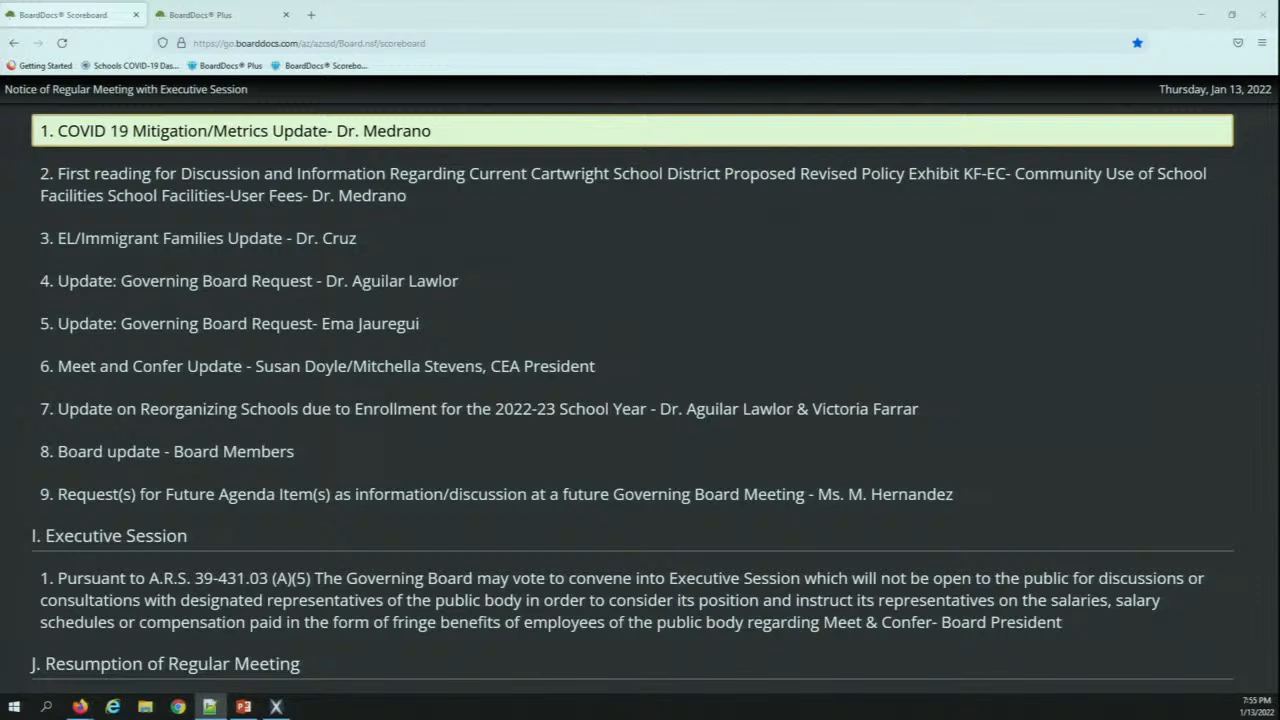 BoardDocs® Scoreboard
BoardDocs® Plus
https://go.boarddocs.com/az/azcsd/Board.nsf/scoreboard
Getting Started
Schools COVID-19 Das...
BoardDocs® Plus
BoardDocs® Scorebo...
Notice of Regular Meeting with Executive Session
Thursday, Jan 13, 2022
1. COVID 19 Mitigation/Metrics Update- Dr. Medrano
2. First reading for Discussion and Information Regarding Current Cartwright School District Proposed Revised Policy Exhibit KF-EC- Community Use of School
Facilities School Facilities-User Fees- Dr. Medrano
3. EL/Immigrant Families Update - Dr. Cruz
4. Update: Governing Board Request - Dr. Aguilar Lawlor
5. Update: Governing Board Request- Ema Jauregui
6. Meet and Confer Update - Susan Doyle/Mitchella Stevens, CEA President
7. Update on Reorganizing Schools due to Enrollment for the 2022-23 School Year - Dr. Aguilar Lawlor & Victoria Farrar
8. Board update - Board Members
9. Request(s) for Future Agenda Item(s) as information/discussion at a future Governing Board Meeting - Ms. M. Hernandez
I. Executive Session
1. Pursuant to A.R.S. 39-431.03 (A)(5) The Governing Board may vote to convene into Executive Session which will not be open to the public for discussions or
consultations with designated representatives of the public body in order to consider its position and instruct its representatives on the salaries, salary
schedules or compensation paid in the form of fringe benefits of employees of the public body regarding Meet & Confer- Board President
J. Resumption of Regular Meeting
7:55 PM
1/13/2022